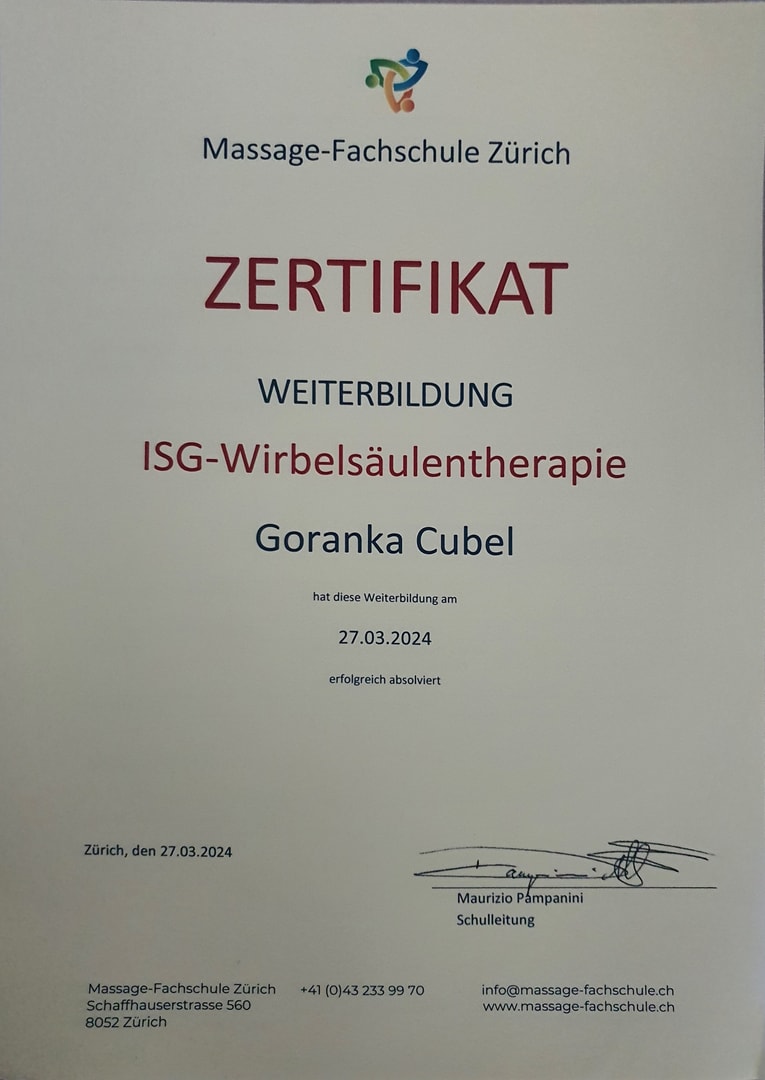 Massage-Fachschule Zürich
ZERTIFIKAT
WEITERBILDUNG
ISG-Wirbelsäulentherapie
Goranka Cubel
hat diese Weiterbildung am
27.03.2024
erfolgreich absolviert
Zürich, den 27.03.2024
Maurizio Pampanini
Schulleitung
Massage-Fachschule Zürich +41 (0)43 233 99 70 info@massage-fachschule.ch
Schaffhauserstrasse 560 www.massage-fachschule.ch
8052 Zürich